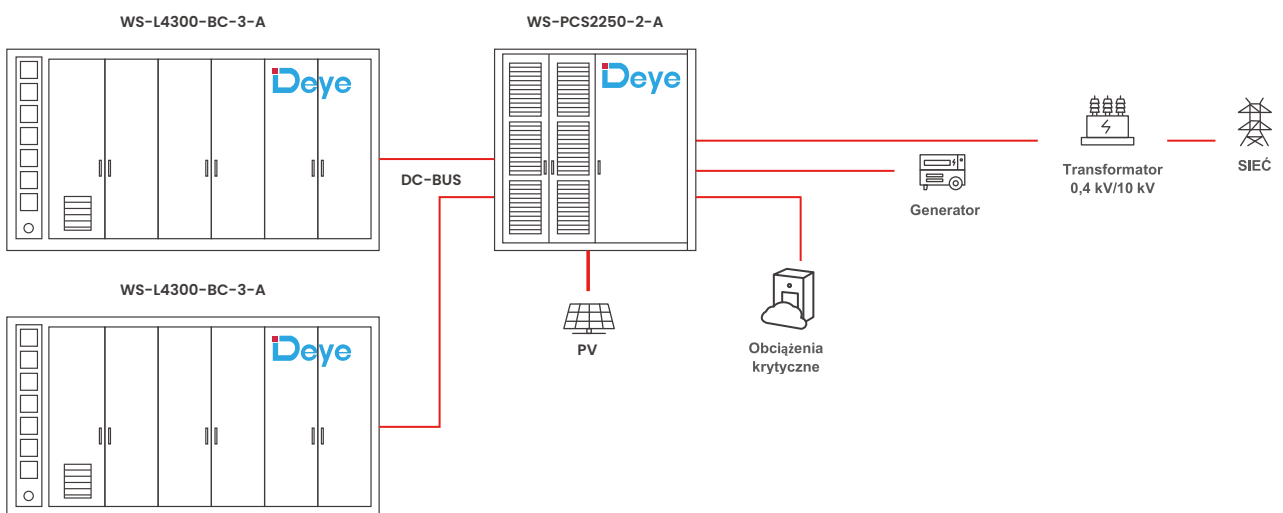 WS-L4300-BC-3-A
WS-PCS2250-2-A
Deye
Deye
DC-BUS
Transformator
0,4 kV/10 kV
SIEĆ
Generator
WS-L4300-BC-3-A
Deye
PV
Obciążenia
krytyczne